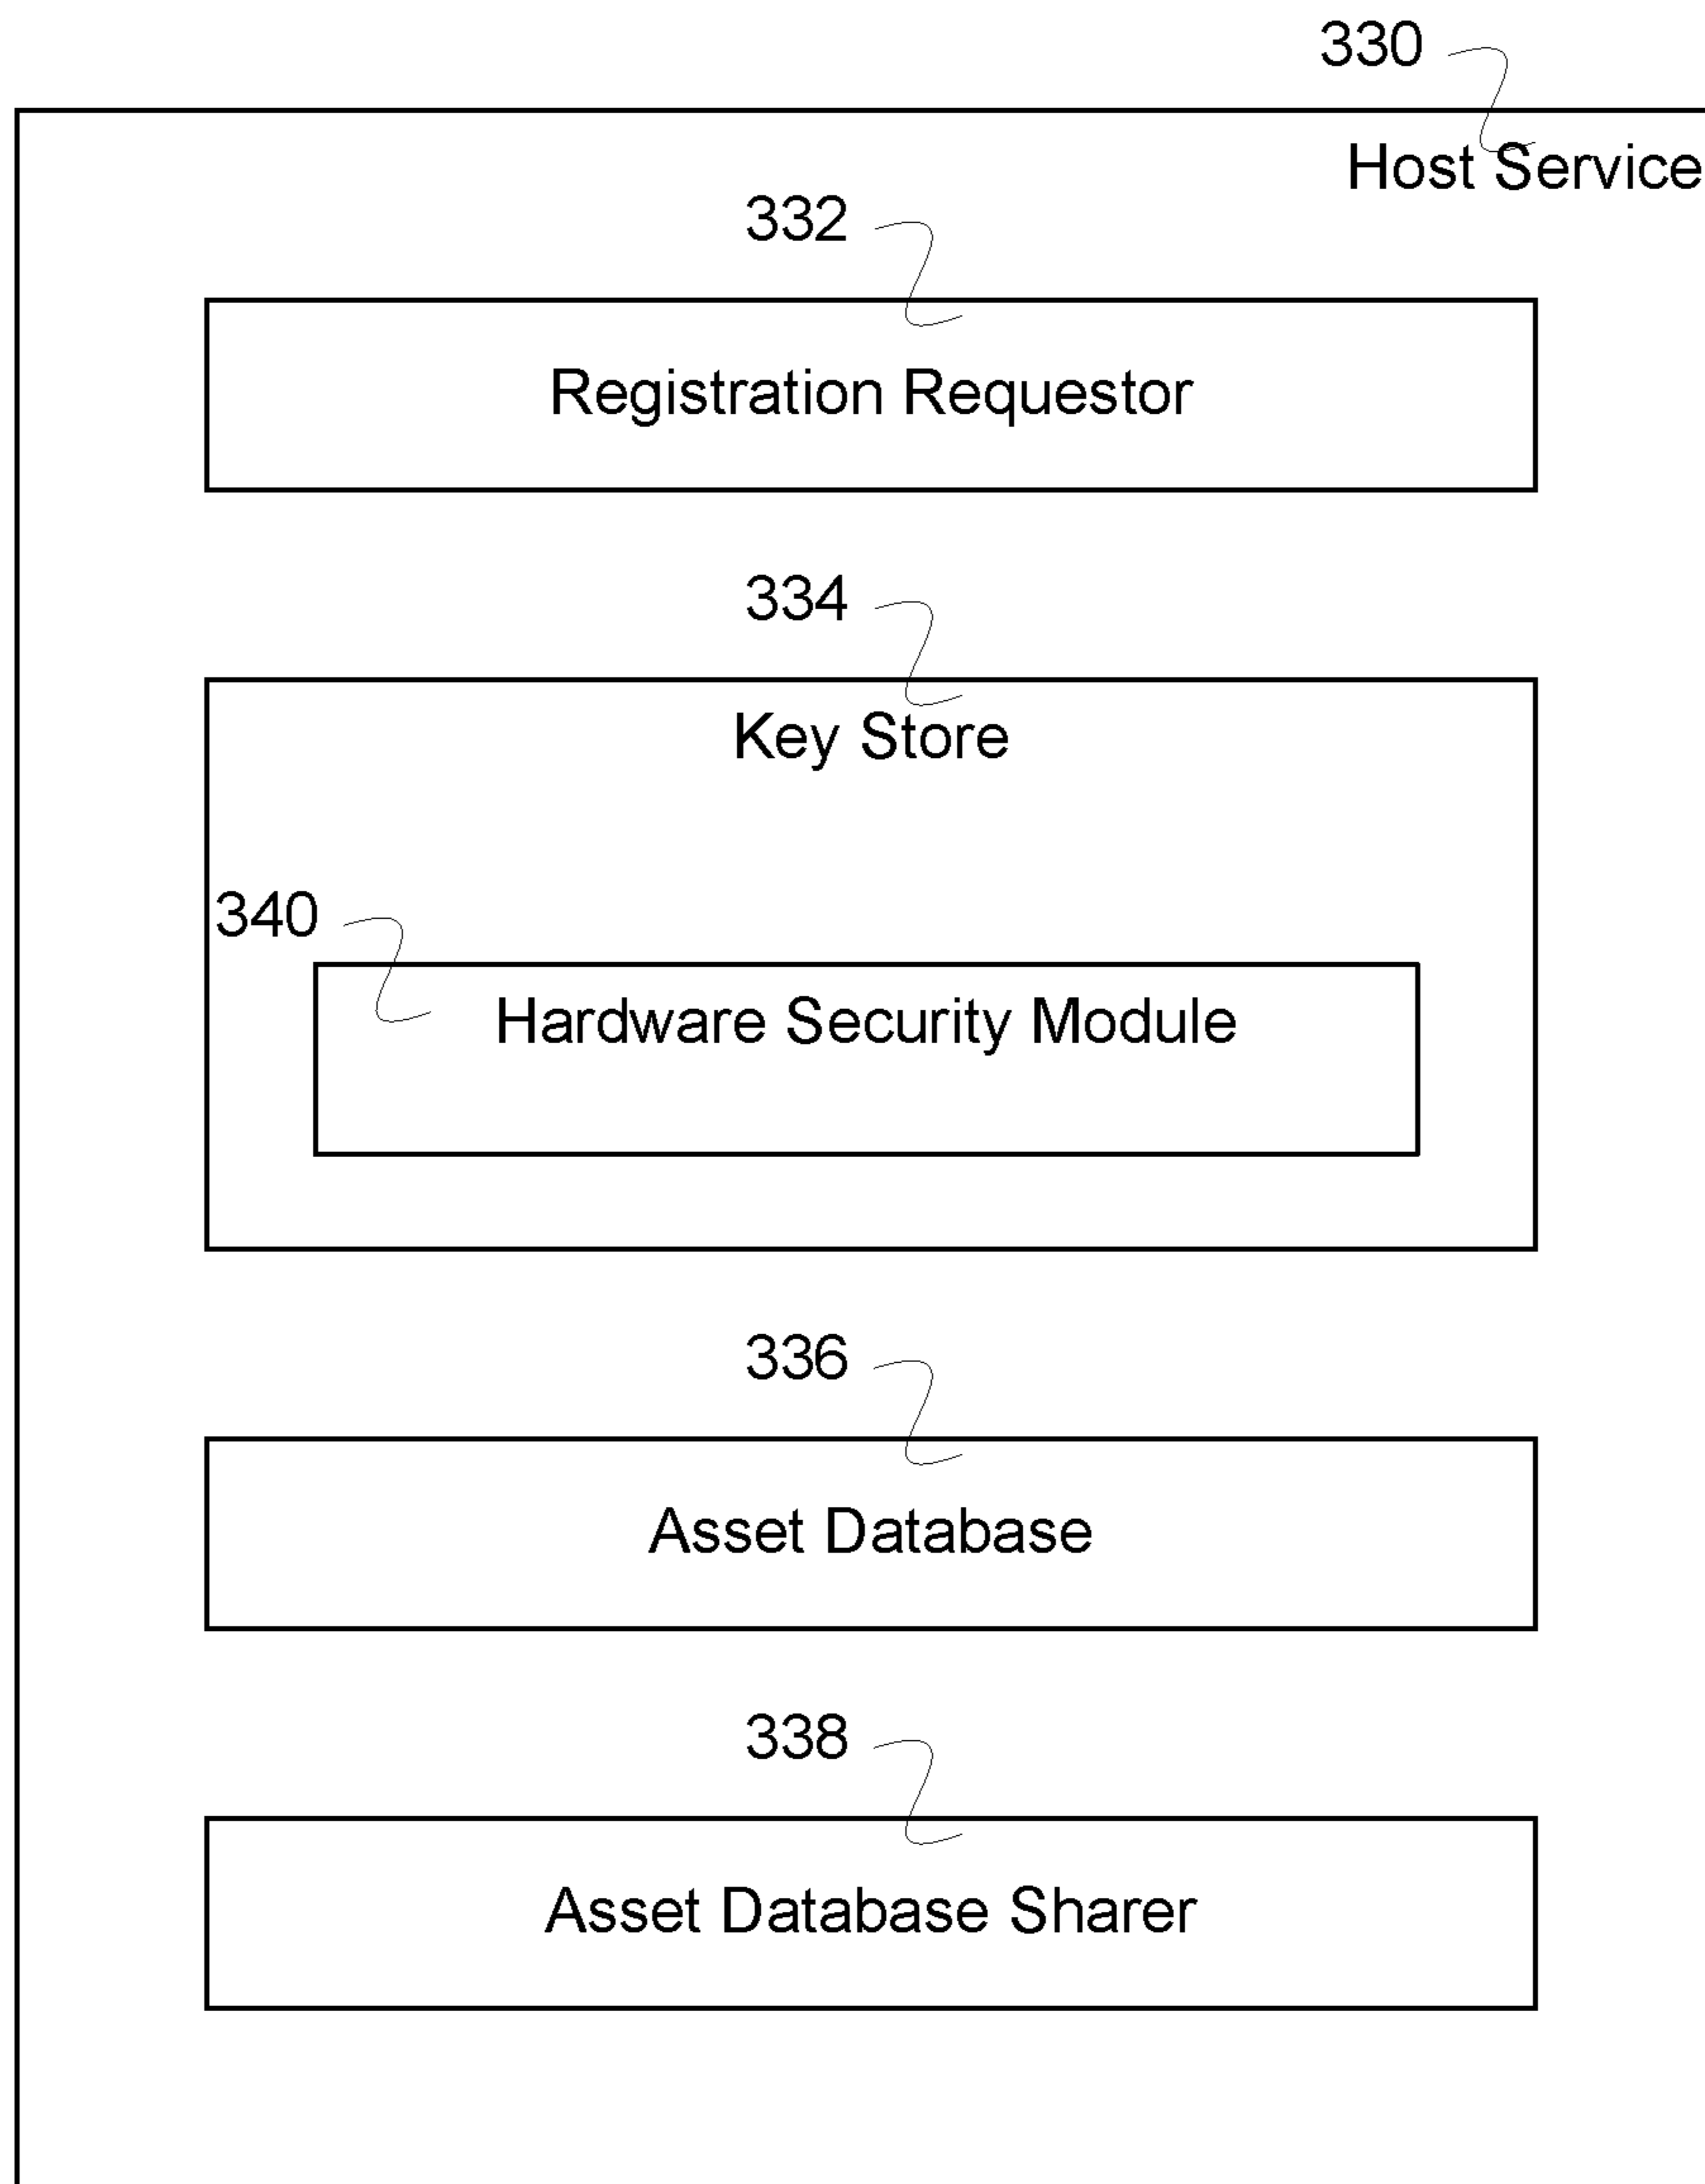 330
Host Service
332
Registration Requestor
334
Key Store
340
Hardware Security Module
336
Asset Database
338
Asset Database Sharer